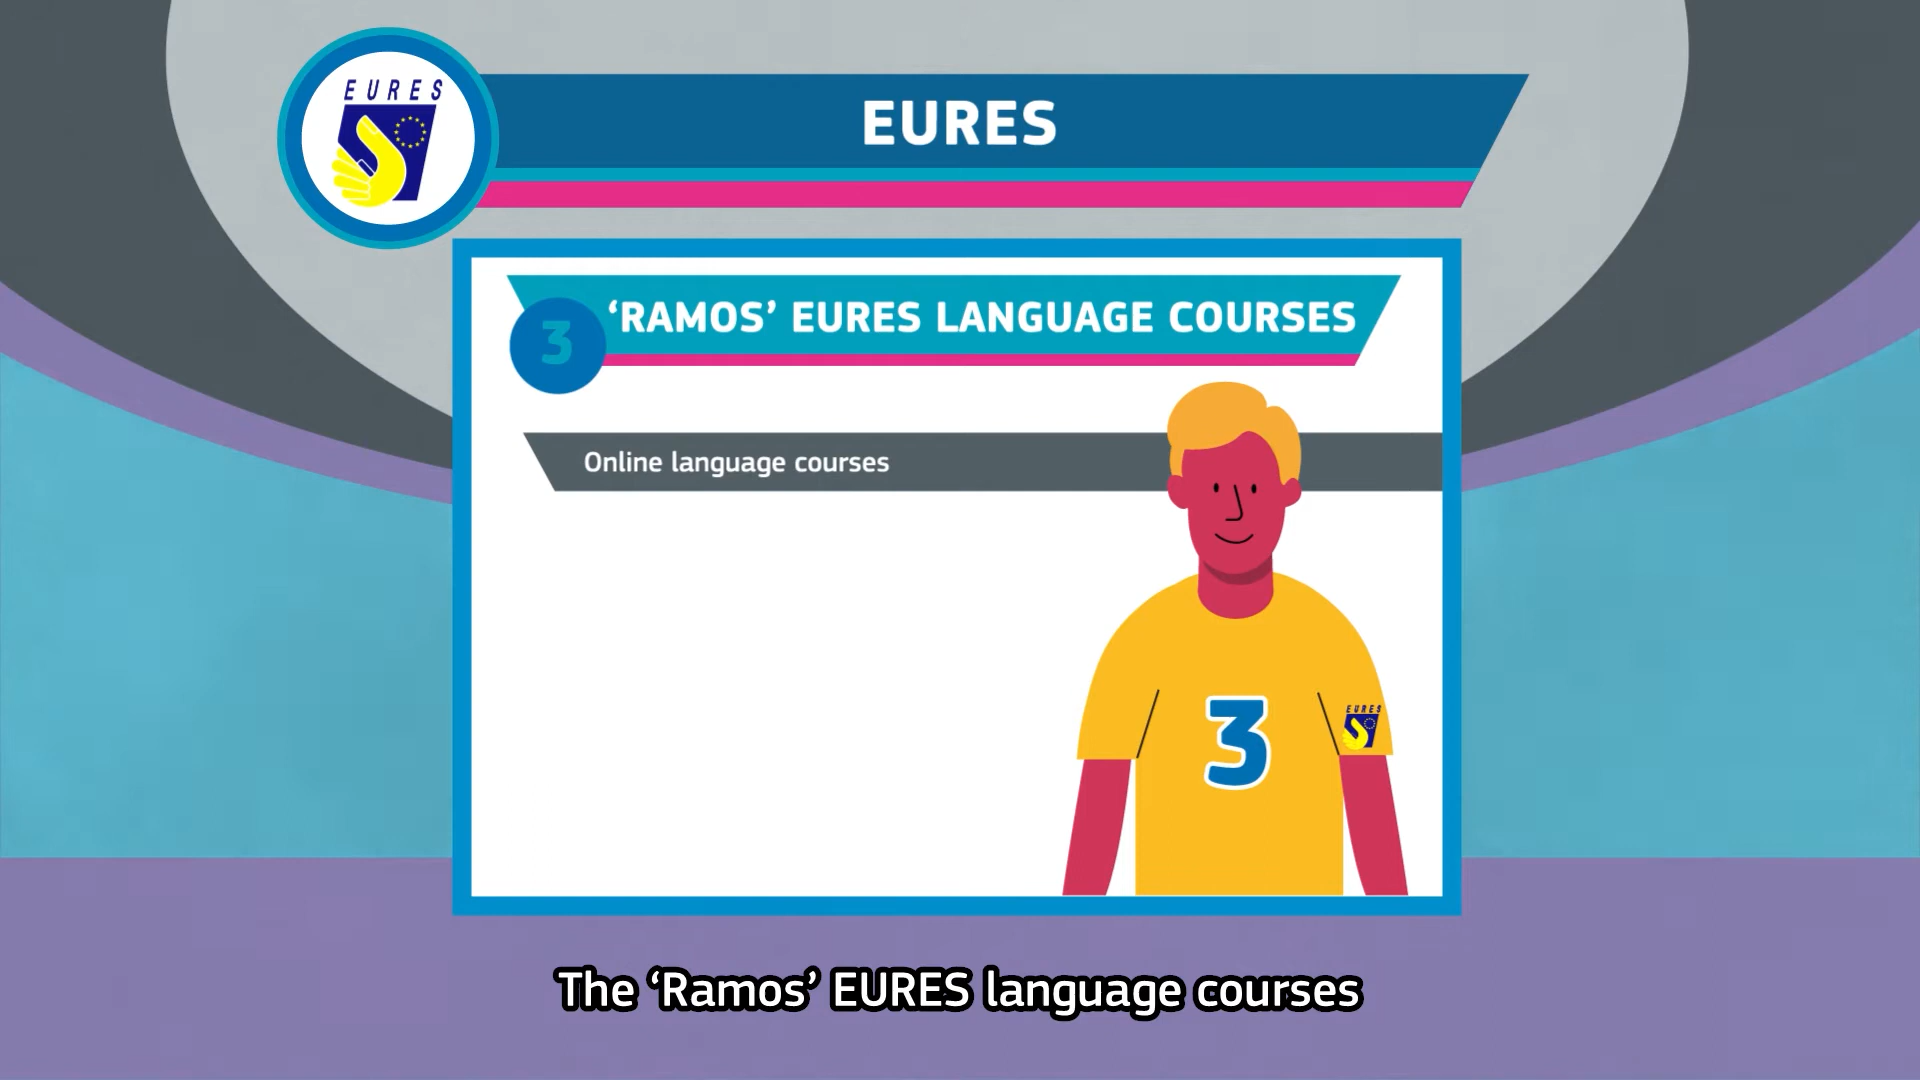 EURES
EURES
‘RAMOS’ EURES LANGUAGE COURSES
3
Online language courses
3
EURES
The ‘Ramos’ EURES language courses